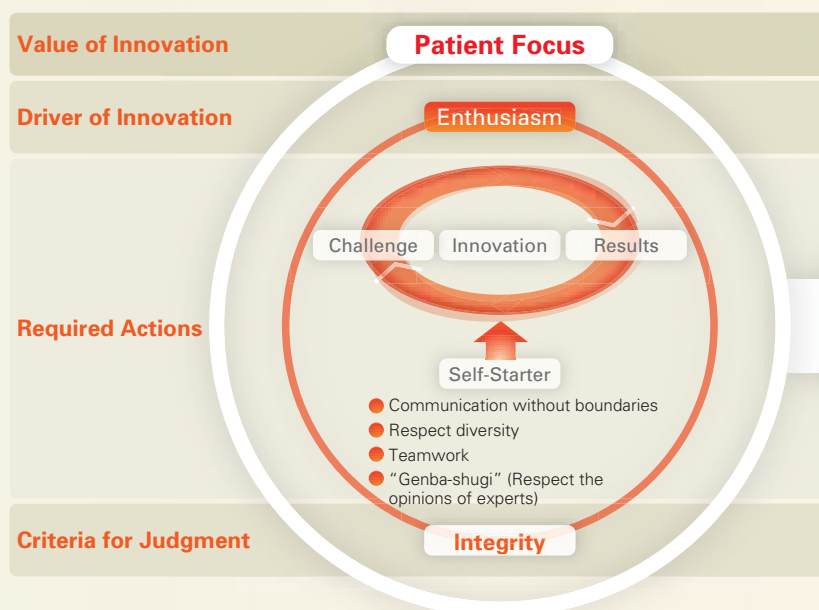 Value of Innovation
Patient Focus
Driver of Innovation
Enthusiasm
Challenge
Innovation
Results
Required Actions
Self-Starter
Communication without boundaries
Respect diversity
Teamwork
“Genba-shugi” (Respect the
opinions of experts)
Criteria for Judgment
Integrity